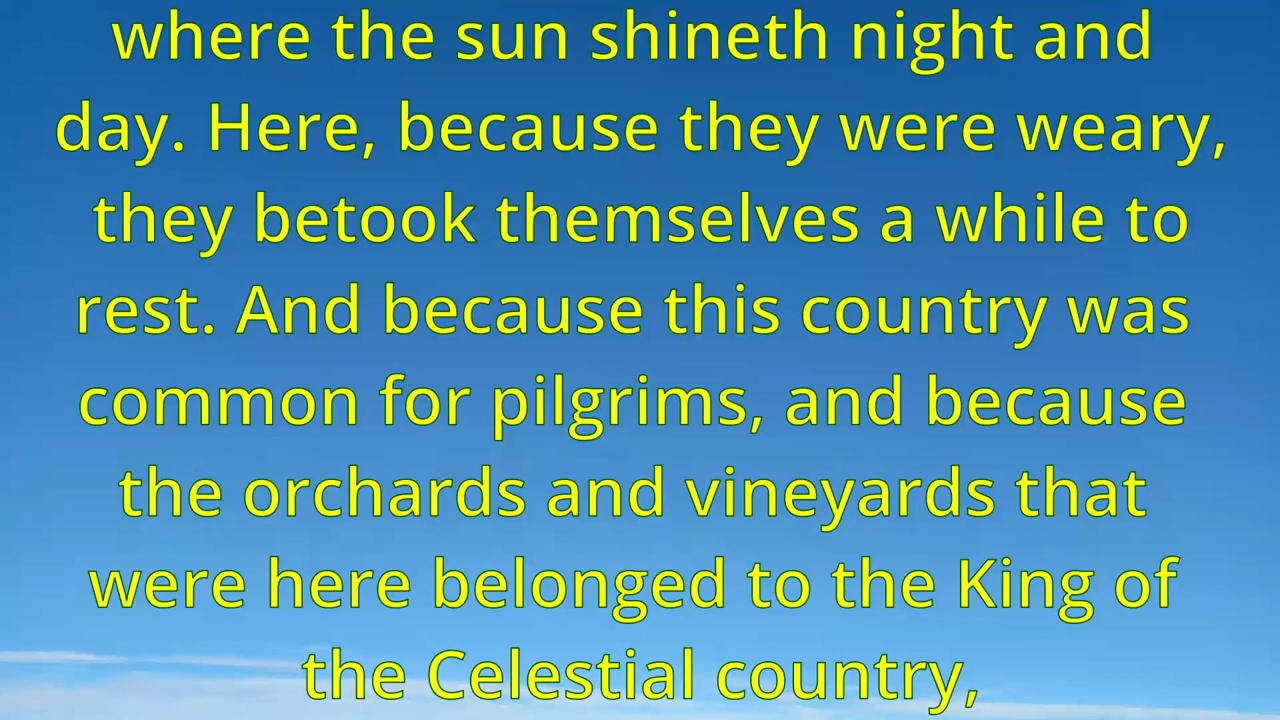 where the sun shineth night and
day. Here, because they were weary,
they betook themselves a while to
rest. And because this country was
common for pilgrims, and because
the orchards and vineyards that
were here belonged to the King of
the Celestial country,